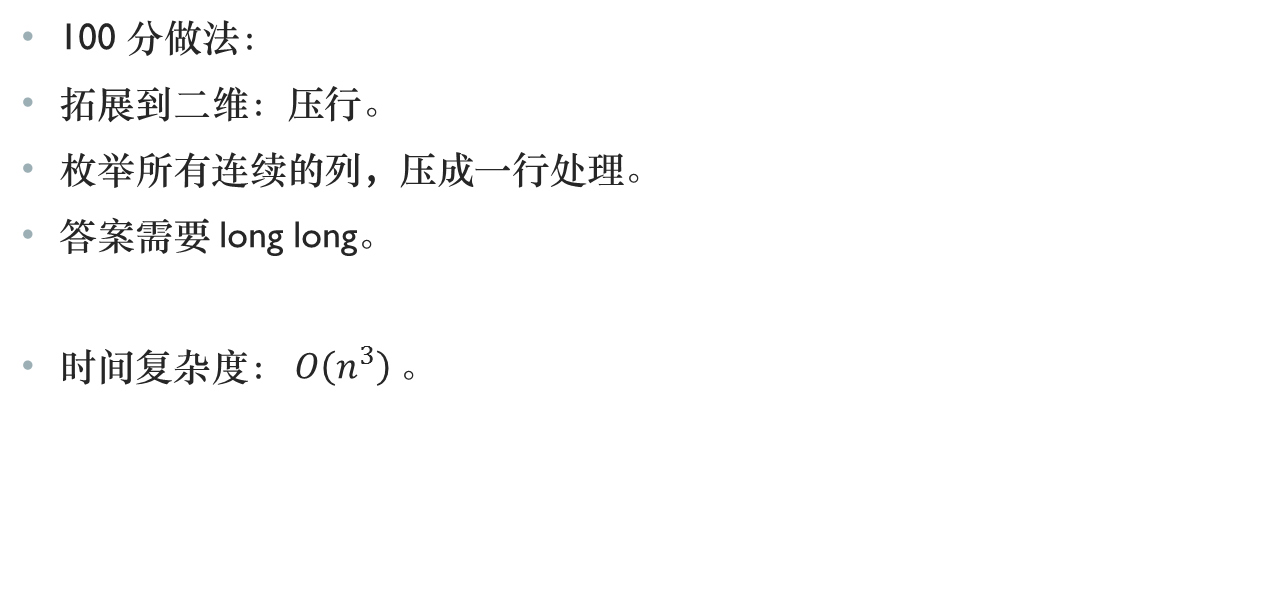 • 100 分做法：
• 拓展到二维：压行。
• 枚举所有连续的列，压成一行处理。
• 答案需要 long long。
• 时间复杂度： O(n³) 。